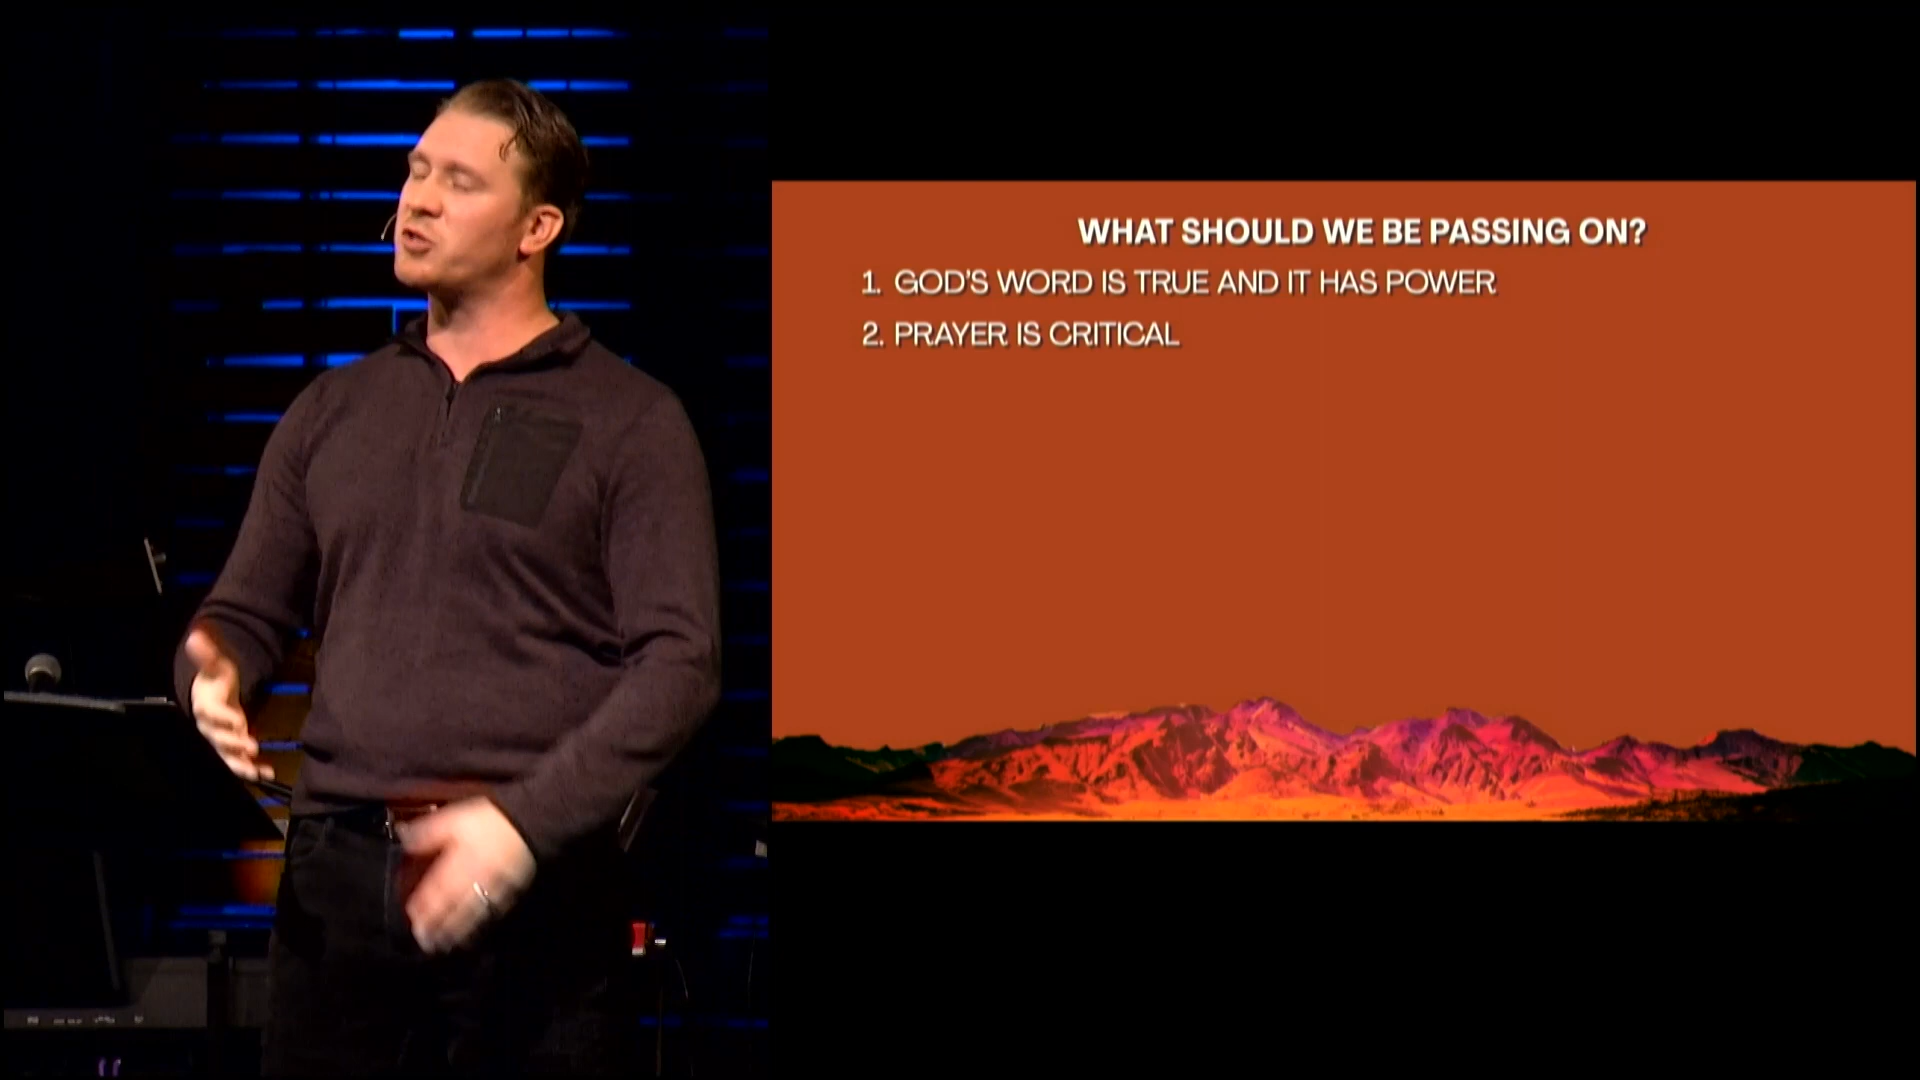 WHAT SHOULD WE BE PASSING ON?
1. GOD'S WORD IS TRUE AND IT HAS POWER
2. PRAYER IS CRITICAL